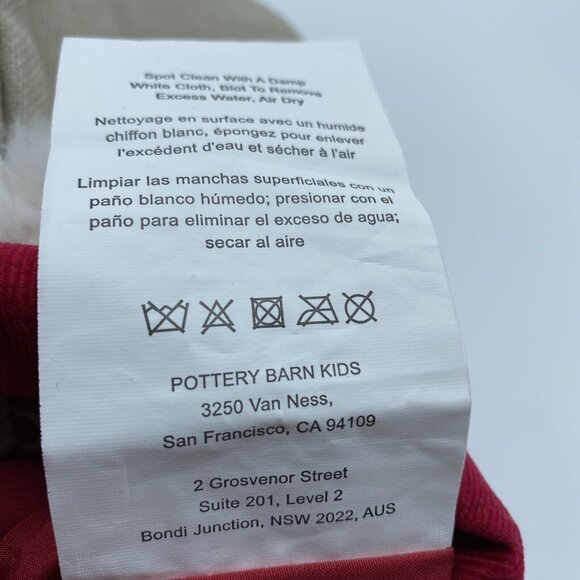 Spot Clean With A Damp
White Cloth, Blot To Remove
Excess Water, Air Dry
Nettoyage en surface avec un humide
chiffon blanc, épongez pour enlever
l'excédent d'eau et sécher à l'air
Limpiar las manchas superficiales con un
paño blanco húmedo; presionar con el
paño para eliminar el exceso de agua;
secar al aire
POTTERY BARN KIDS
3250 Van Ness,
San Francisco, CA 94109
2 Grosvenor Street
Suite 201, Level 2
Bondi Junction, NSW 2022, AUS